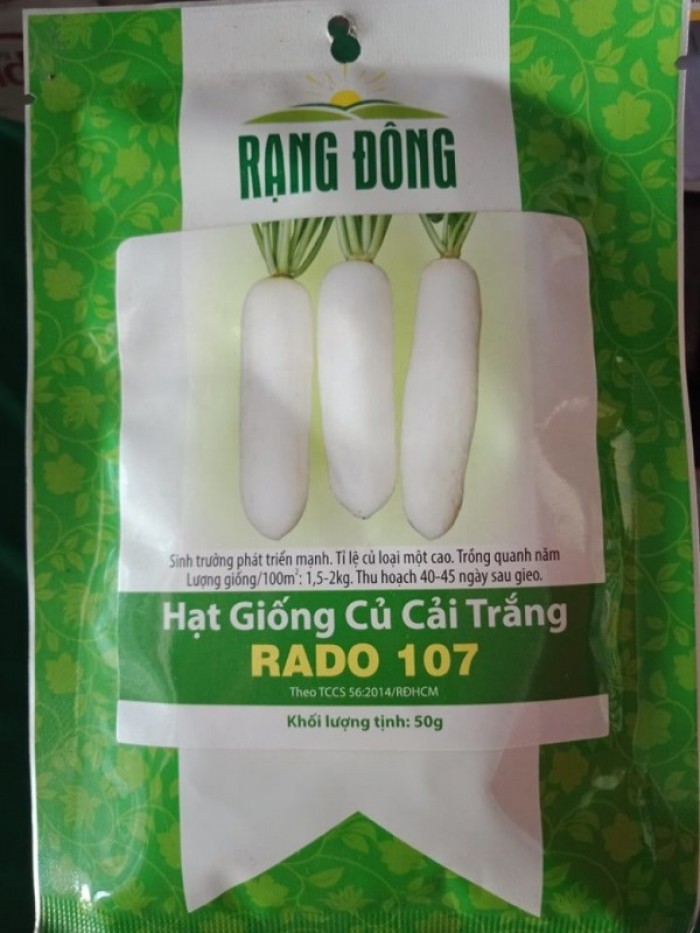 RẠNG ĐÔNG
Sinh trưởng phát triển mạnh. Tỉ lệ củ loại một cao. Trồng quanh năm
Lượng giống/100m²: 1,5-2kg. Thu hoạch 40-45 ngày sau gieo.
Hạt Giống Củ Cải Trắng
RADO 107
Theo TCCS 56:2014/RĐHCM
Khối lượng tịnh: 50g